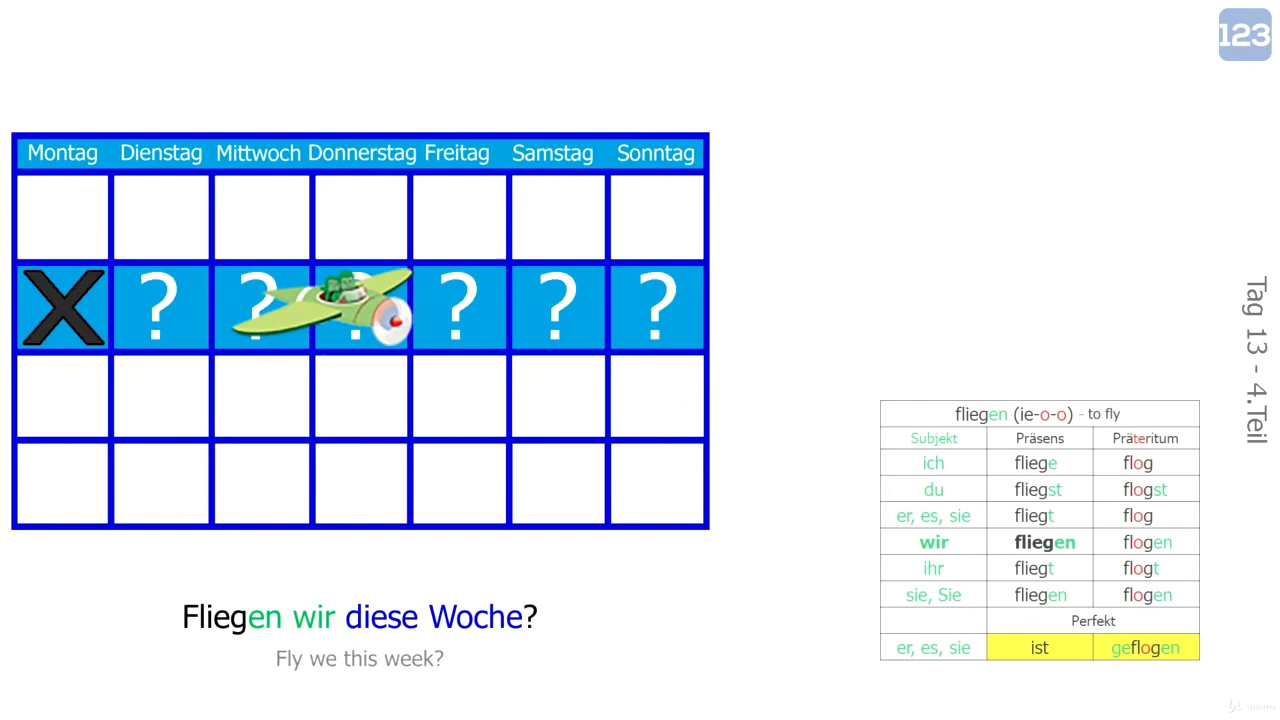 123
Montag Dienstag Mittwoch Donnerstag Freitag Samstag Sonntag
X ? ? ? ? ? ?
Fliegen wir diese Woche?
Fly we this week?
Tag 13 - 4.Teil
fliegen (ie-o-o) - to fly
Subjekt Präsens Präteritum
ich fliege flog
du fliegst flogst
er, es, sie fliegt flog
wir fliegen flogen
ihr fliegt flogt
sie, Sie fliegen flogen
Perfekt
er, es, sie ist geflogen